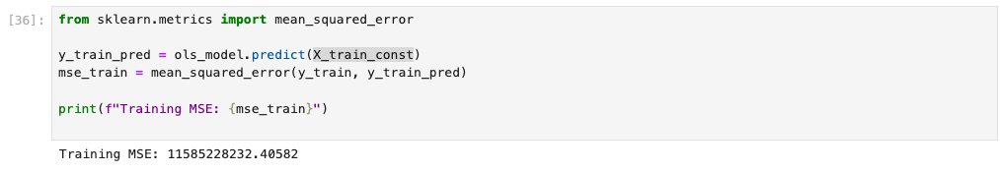 [36]: from sklearn.metrics import mean_squared_error
y_train_pred = ols_model.predict(X_train_const)
mse_train = mean_squared_error(y_train, y_train_pred)
print(f"Training MSE: {mse_train}")
Training MSE: 11585228232.40582